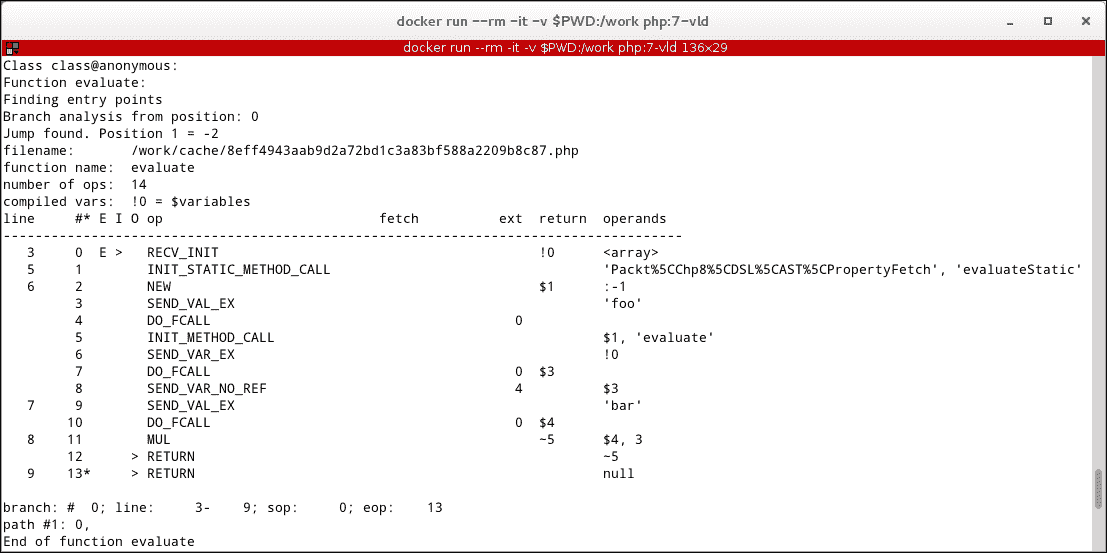 docker run --rm -it -v $PWD:/work php:7-vld
docker run --rm -it -v $PWD:/work php:7-vld 136x29
Class class@anonymous:
Function evaluate:
Finding entry points
Branch analysis from position: 0
Jump found. Position 1 = -2
filename:       /work/cache/8eff4943aab9d2a72bd1c3a83bf588a2209b8c87.php
function name:  evaluate
number of ops:  14
compiled vars:  !0 = $variables
line     #* E I O op                           fetch          ext  return  operands
-------------------------------------------------------------------------------------
   3     0  E >   RECV_INIT                                        !0      <array>
   5     1        INIT_STATIC_METHOD_CALL                                  'Packt%5CChp8%5CDSL%5CAST%5CPropertyFetch', 'evaluateStatic'
   6     2        NEW                                              $1      :-1
         3        SEND_VAL_EX                                              'foo'
         4        DO_FCALL                                      0
         5        INIT_METHOD_CALL                                         $1, 'evaluate'
         6        SEND_VAR_EX                                              !0
         7        DO_FCALL                                      0  $3
         8        SEND_VAR_NO_REF                               4          $3
   7     9        SEND_VAL_EX                                              'bar'
        10        DO_FCALL                                      0  $4
   8    11        MUL                                              ~5      $4, 3
        12      > RETURN                                                   ~5
   9    13*     > RETURN                                                   null
branch: #  0; line:     3-    9; sop:     0; eop:    13
path #1: 0,
End of function evaluate